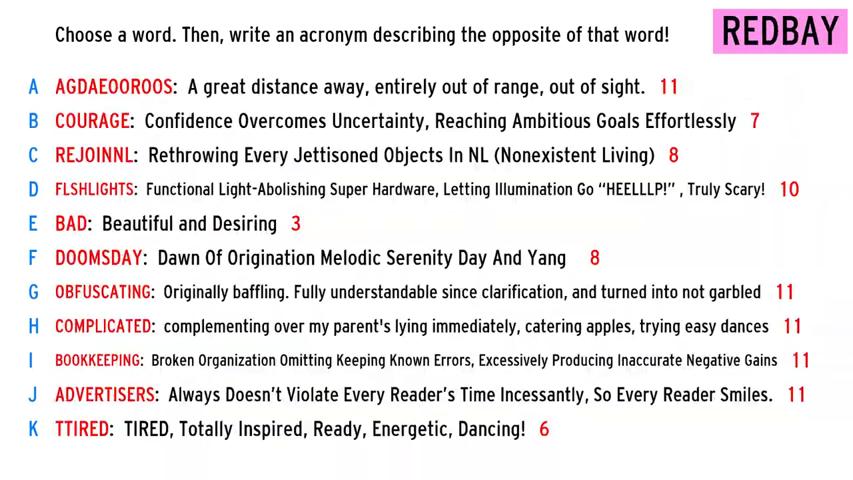 Choose a word. Then, write an acronym describing the opposite of that word!
REDBAY
A AGDAEOOROOS: A great distance away, entirely out of range, out of sight. 11
B COURAGE: Confidence Overcomes Uncertainty, Reaching Ambitious Goals Effortlessly 7
C REJOINNL: Rethrowing Every Jettisoned Objects In NL (Nonexistent Living) 8
D FLSHLIGHTS: Functional Light-Abolishing Super Hardware, Letting Illumination Go “HEELLLP!” , Truly Scary! 10
E BAD: Beautiful and Desiring 3
F DOOMSDAY: Dawn Of Origination Melodic Serenity Day And Yang 8
G OBFUSCATING: Originally baffling. Fully understandable since clarification, and turned into not garbled 11
H COMPLICATED: complementing over my parent's lying immediately, catering apples, trying easy dances 11
I BOOKKEEPING: Broken Organization Omitting Keeping Known Errors, Excessively Producing Inaccurate Negative Gains 11
J ADVERTISERS: Always Doesn’t Violate Every Reader’s Time Incessantly, So Every Reader Smiles. 11
K TTIRED: TIRED, Totally Inspired, Ready, Energetic, Dancing! 6